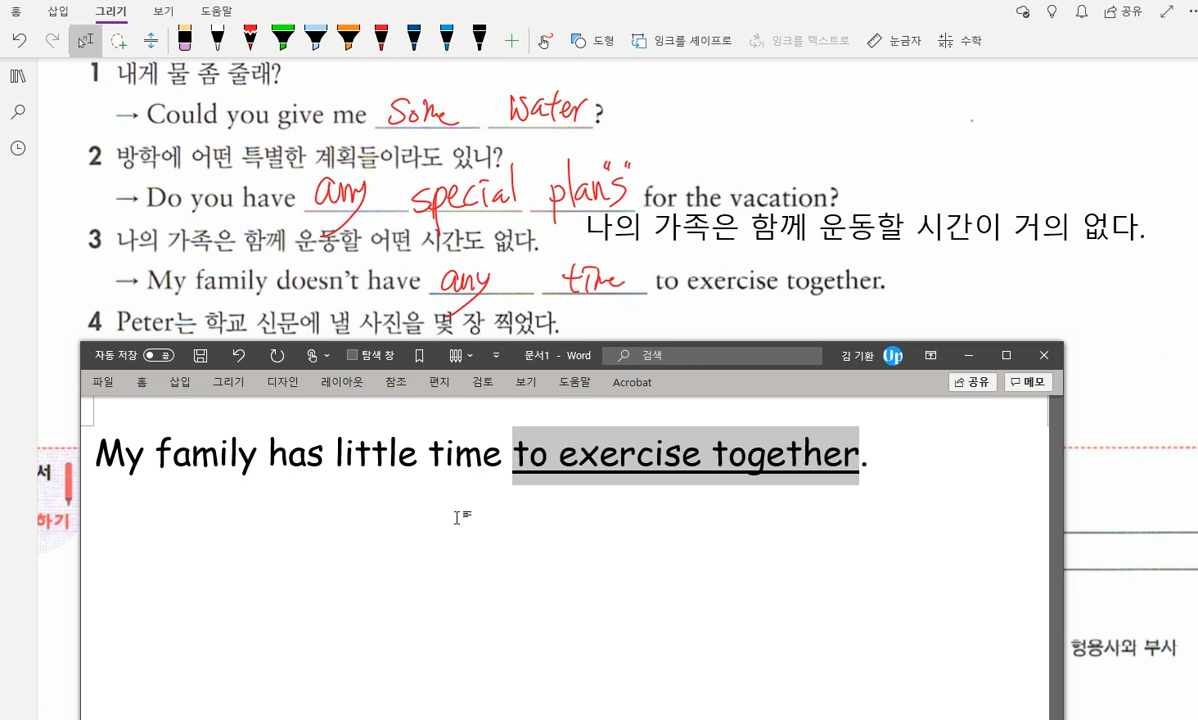 홈 삽입 그리기 보기 도움말 공유
도형 잉크를 셰이프로 잉크를 텍스트로 눈금자 수학
1 내게 물 좀 줄래?
→ Could you give me some water?
2 방학에 어떤 특별한 계획들이라도 있니?
→ Do you have any special plan"s" for the vacation?
나의 가족은 함께 운동할 시간이 거의 없다.
3 나의 가족은 함께 운동할 어떤 시간도 없다.
→ My family doesn't have any time to exercise together.
4 Peter는 학교 신문에 낼 사진을 몇 장 찍었다.
자동 저장 끔 탐색 창 문서1 - Word 검색 김 기환 Up
파일 홈 삽입 그리기 디자인 레이아웃 참조 편지 검토 보기 도움말 Acrobat 공유 메모
My family has little time to exercise together.
서
하기
형용사와 부사